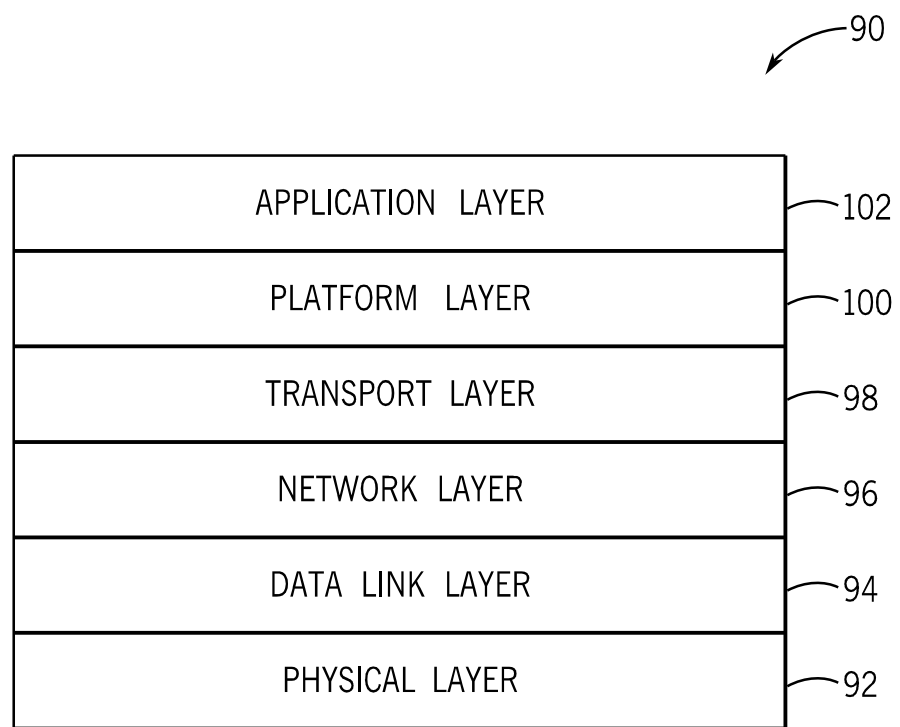 90
APPLICATION LAYER 102
PLATFORM LAYER 100
TRANSPORT LAYER 98
NETWORK LAYER 96
DATA LINK LAYER 94
PHYSICAL LAYER 92